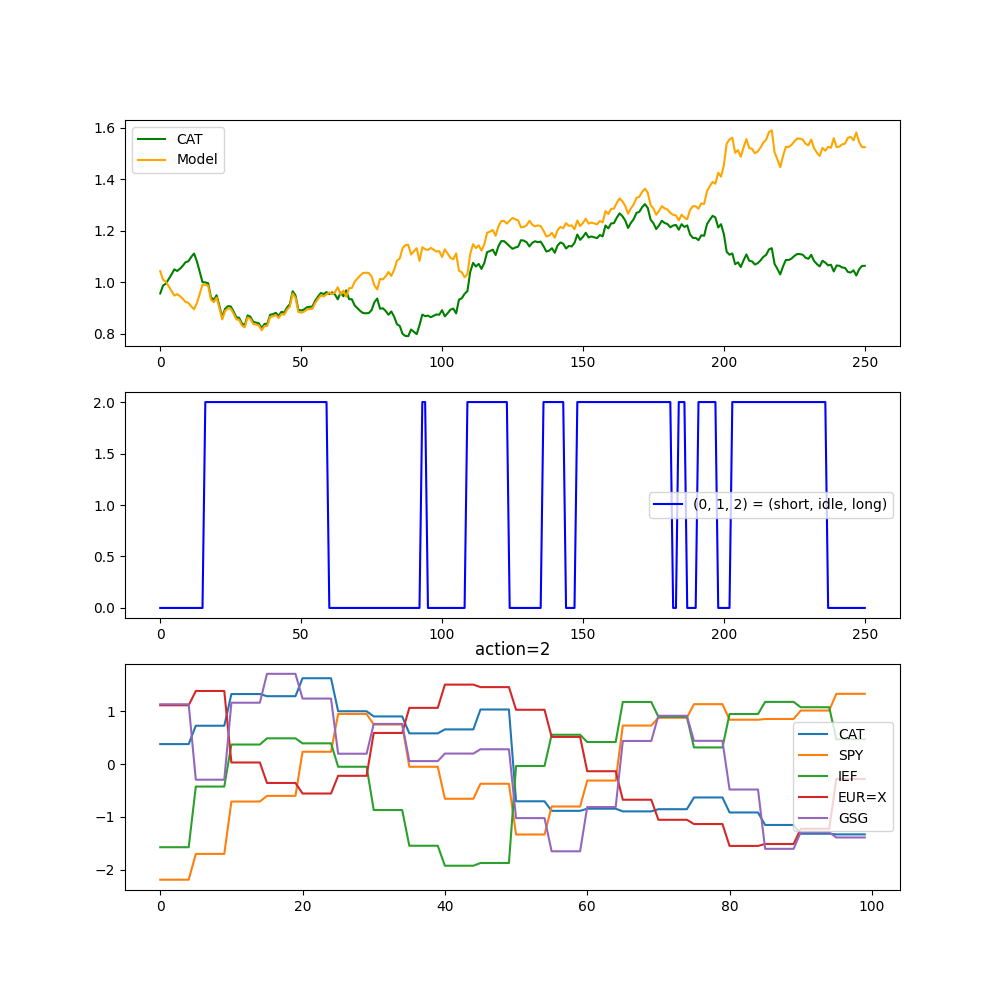 1.6
1.4
1.2
1.0
0.8
CAT
Model
0 50 100 150 200 250
2.0
1.5
1.0
0.5
0.0
(0, 1, 2) = (short, idle, long)
0 50 100 150 200 250
action=2
1
0
−1
−2
CAT
SPY
IEF
EUR=X
GSG
0 20 40 60 80 100